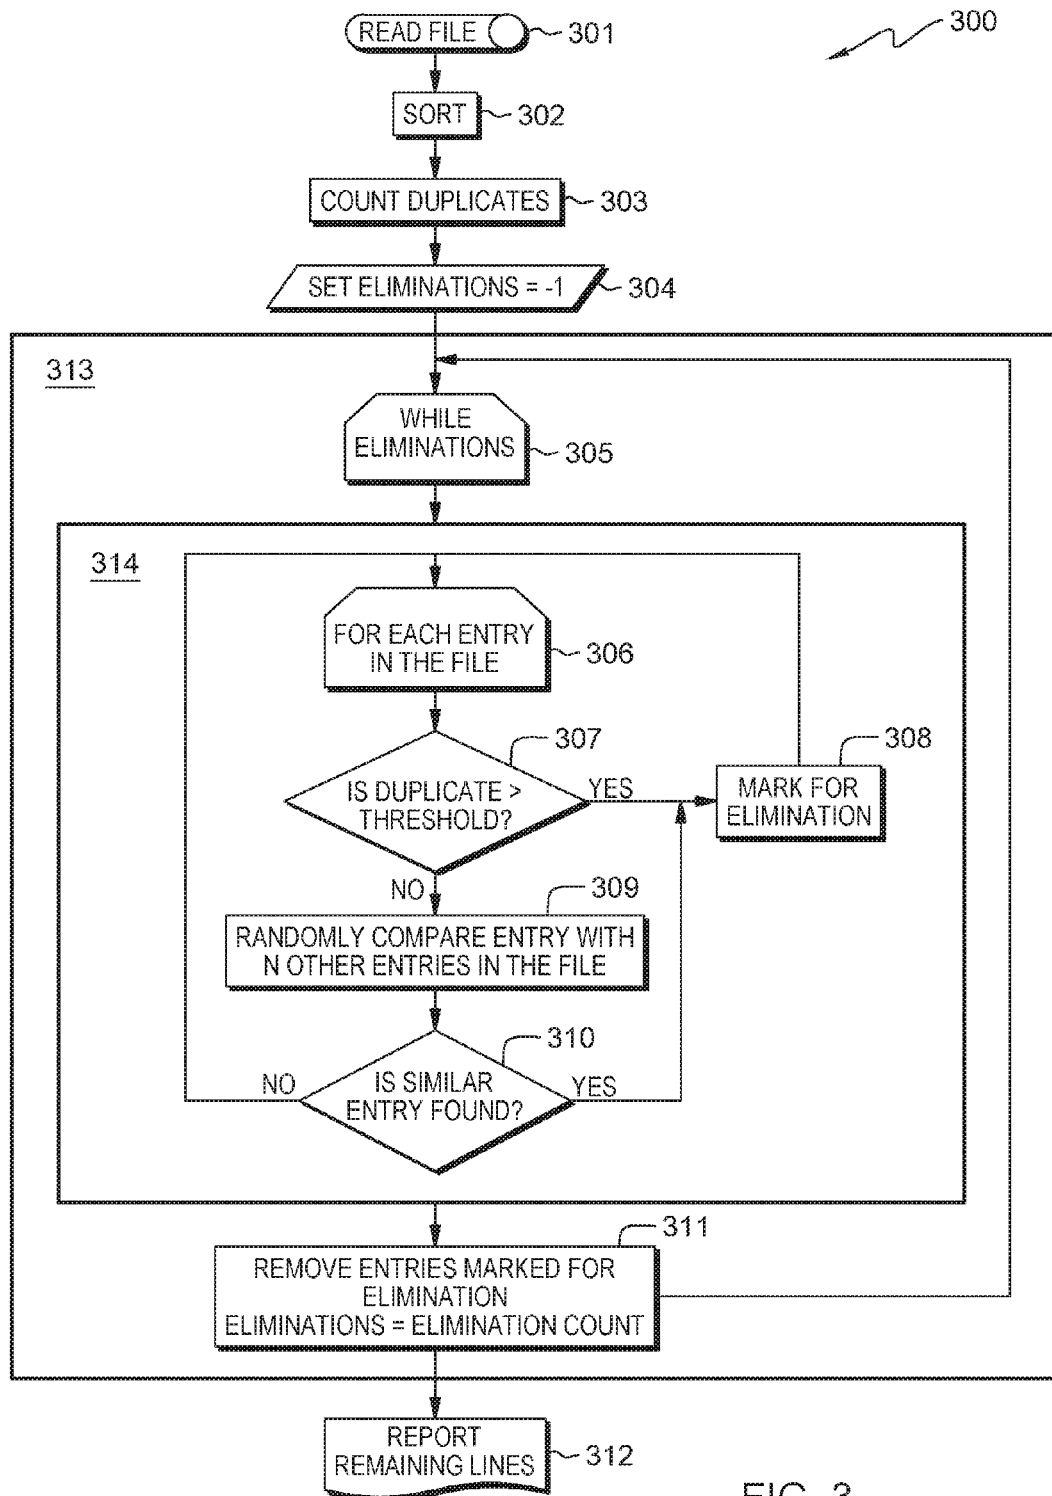 READ FILE
301
300
SORT
302
COUNT DUPLICATES
303
SET ELIMINATIONS = -1
304
313
WHILE
ELIMINATIONS
305
314
FOR EACH ENTRY
IN THE FILE
306
307
308
IS DUPLICATE >
THRESHOLD?
YES
MARK FOR
ELIMINATION
NO
309
RANDOMLY COMPARE ENTRY WITH
N OTHER ENTRIES IN THE FILE
310
NO
IS SIMILAR
ENTRY FOUND?
YES
311
REMOVE ENTRIES MARKED FOR
ELIMINATION
ELIMINATIONS = ELIMINATION COUNT
REPORT
REMAINING LINES
312
FIG. 3